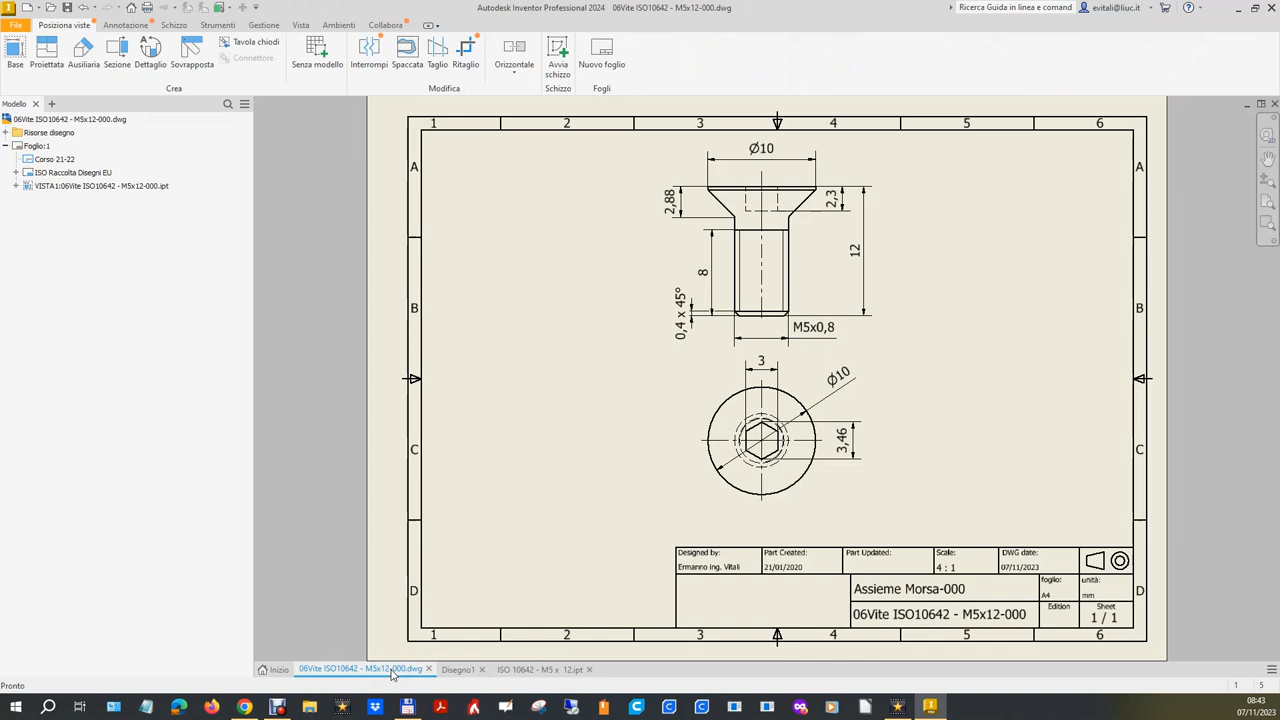 Autodesk Inventor Professional 2024 06Vite ISO10642 - M5x12-000.dwg
Ricerca Guida in linea e comand
evitali@liuc.it
File Posiziona viste Annotazione Schizzo Strumenti Gestione Vista Ambienti Collabora
Base Proiettata Ausiliaria Sezione Dettaglio Sovrapposta
Tavola chiodi
Connettore
Senza modello
Interrompi Spaccata Taglio Ritaglio
Orizzontale
Avvia schizzo
Nuovo foglio
Crea Modifica Schizzo Fogli
Modello
06Vite ISO10642 - M5x12-000.dwg
Risorse disegno
Foglio:1
Corso 21-22
ISO Raccolta Disegni EU
VISTA1:06Vite ISO10642 - M5x12-000.ipt
1 2 3 4 5 6
A A
B B
C C
D D
Ø10
2,88
2,3
12
8
0,4 x 45°
M5x0,8
3
Ø10
3,46
Designed by: Part Created: Part Updated: Scale: DWG date:
Ermanno ing. Vitali 21/01/2020 4 : 1 07/11/2023
Assieme Morsa-000
foglio: unità:
A4 mm
06Vite ISO10642 - M5x12-000
Edition Sheet
1 / 1
1 2 3 4 5 6
Inizio 06Vite ISO10642 - M5x12-000.dwg Disegno1 ISO 10642 - M5 x 12.ipt
Pronto
1 5
08:43
07/11/2023